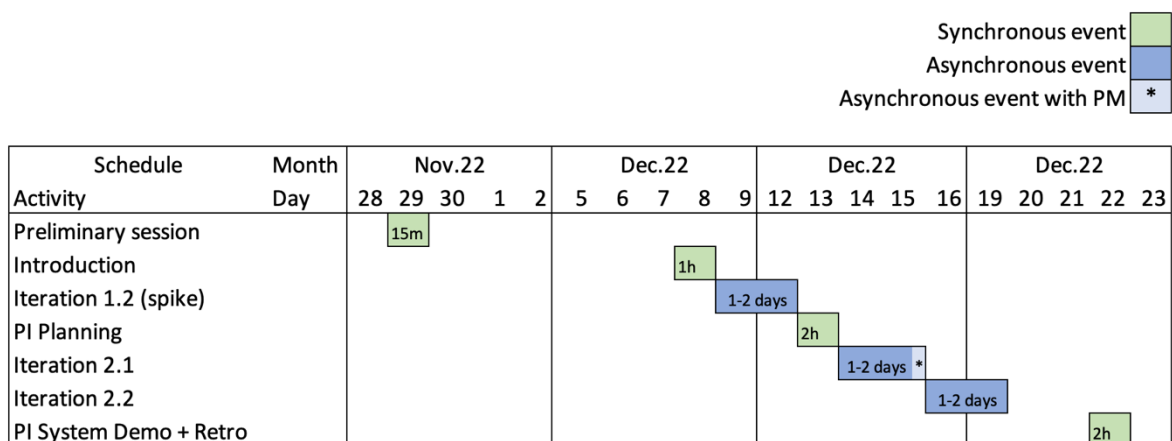 Synchronous event
Asynchronous event
Asynchronous event with PM *
Schedule Month Nov.22 Dec.22 Dec.22 Dec.22
Activity Day 28 29 30 1 2 5 6 7 8 9 12 13 14 15 16 19 20 21 22 23
Preliminary session 15m
Introduction 1h
Iteration 1.2 (spike) 1-2 days
PI Planning 2h
Iteration 2.1 1-2 days *
Iteration 2.2 1-2 days
PI System Demo + Retro 2h